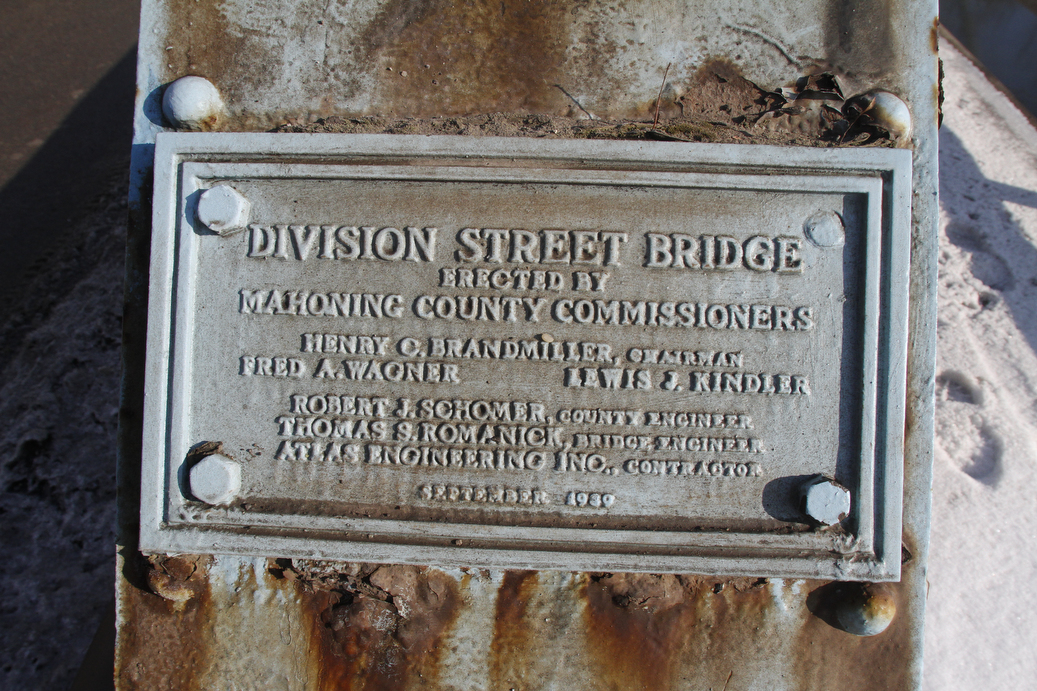 DIVISION STREET BRIDGE
ERECTED BY
MAHONING COUNTY COMMISSIONERS
HENRY C. BRANDMILLER, CHAIRMAN
FRED A. WAGNER LEWIS J. KINDLER
ROBERT J. SCHOMER, COUNTY ENGINEER
THOMAS S. ROMANICK, BRIDGE ENGINEER
ATLAS ENGINEERING INC., CONTRACTOR
SEPTEMBER 1989